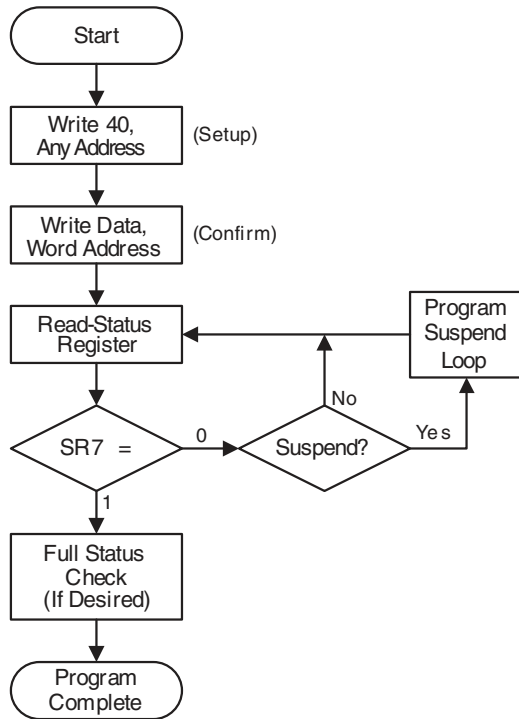 Start
Write 40,
Any Address
(Setup)
Write Data,
Word Address
(Confirm)
Read-Status
Register
Program
Suspend
Loop
No
SR7 =
0
Suspend?
Yes
1
Full Status
Check
(If Desired)
Program
Complete